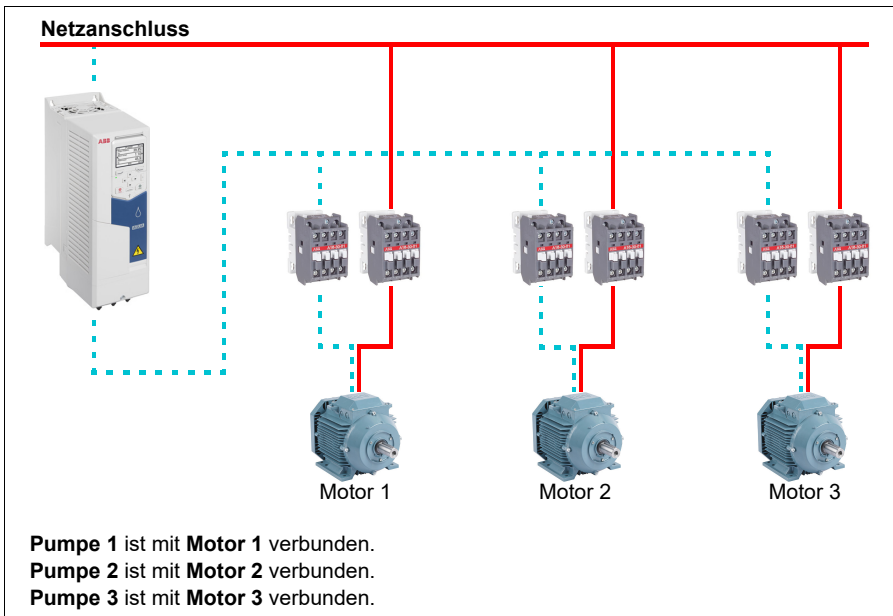 Netzanschluss
ABB
Motor 1
Motor 2
Motor 3
Pumpe 1 ist mit Motor 1 verbunden.
Pumpe 2 ist mit Motor 2 verbunden.
Pumpe 3 ist mit Motor 3 verbunden.